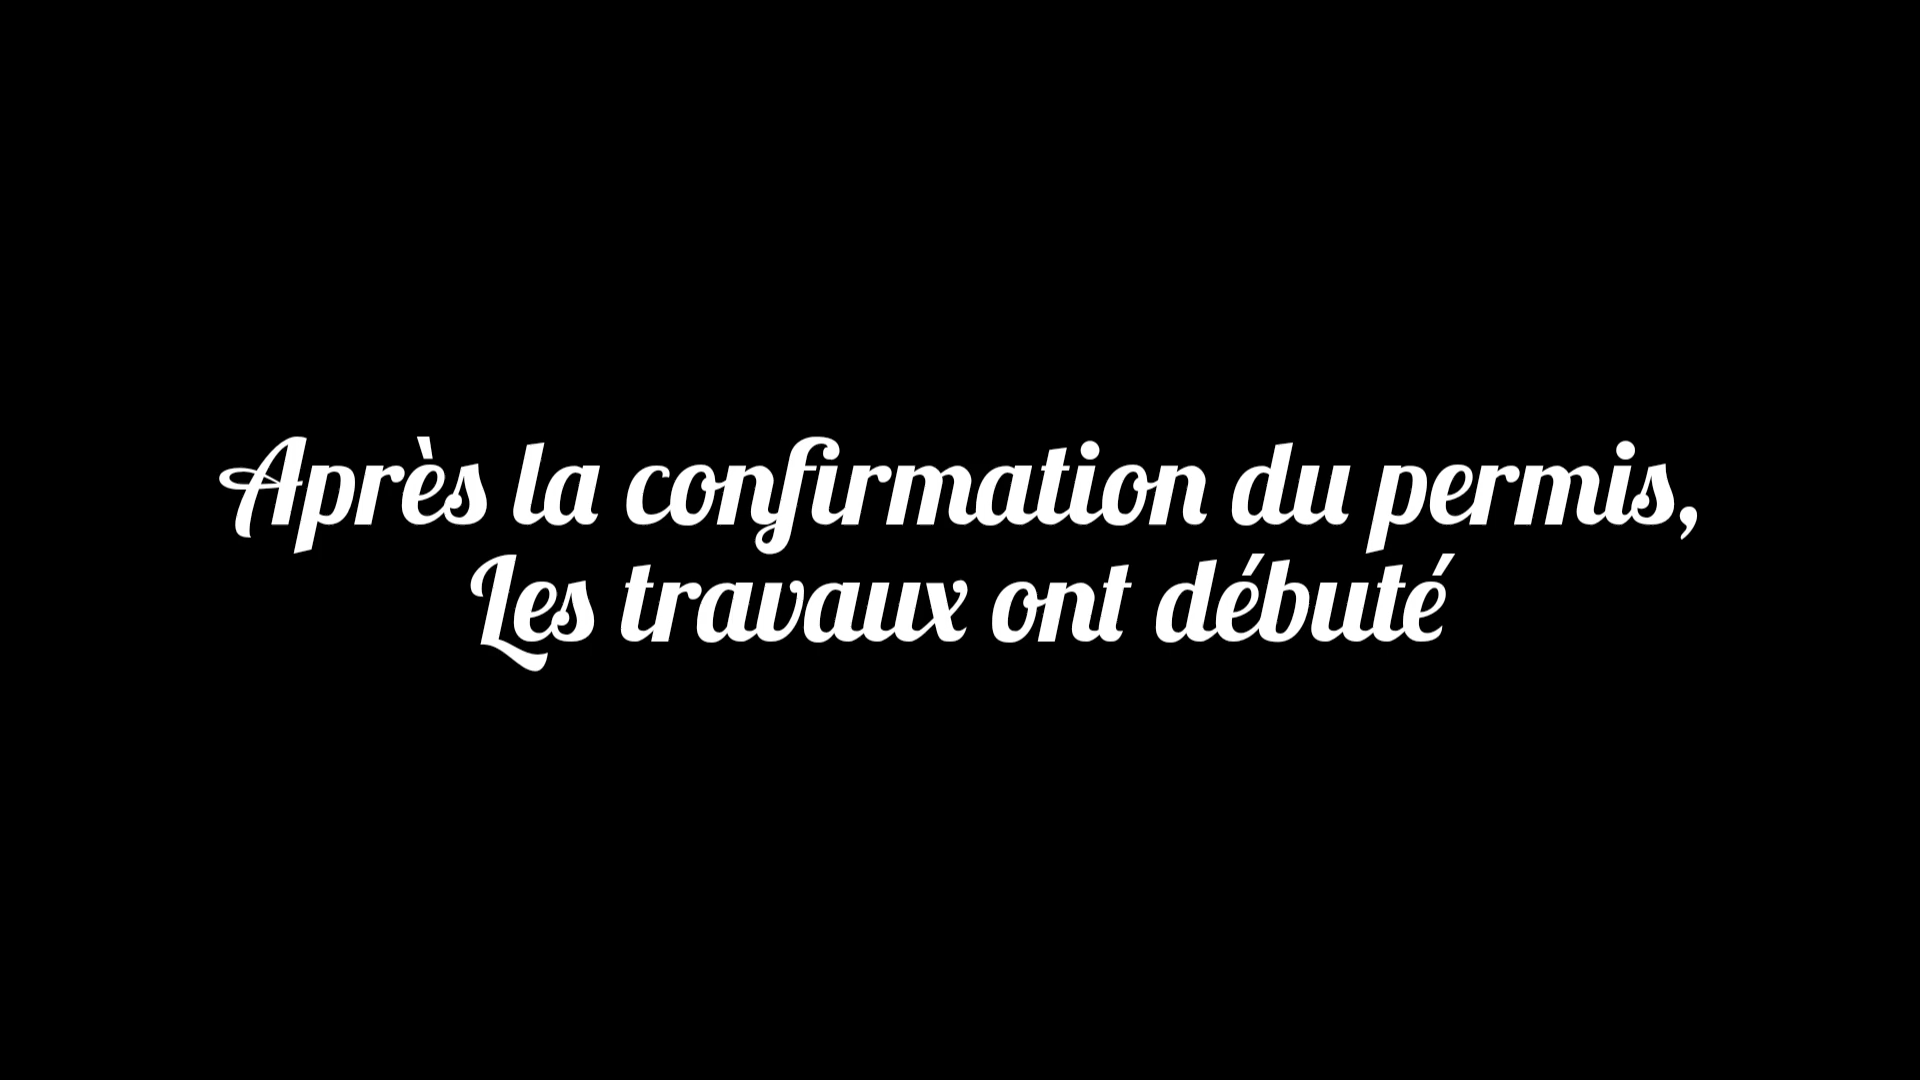 Après la confirmation du permis,
Les travaux ont débuté